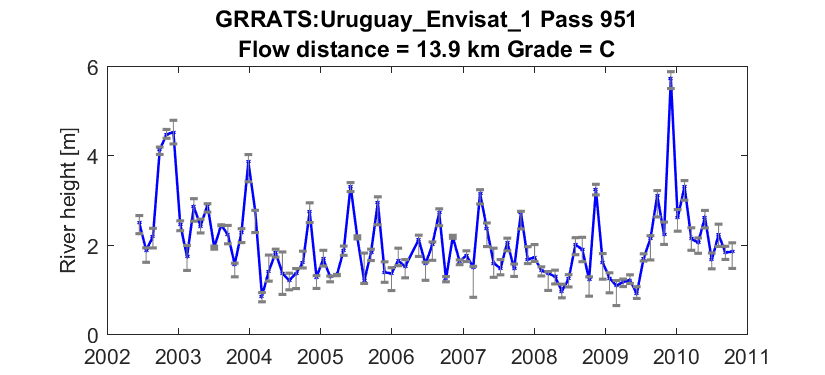 GRRATS:Uruguay_Envisat_1 Pass 951
Flow distance = 13.9 km Grade = C
River height [m]
6
4
2
0
2002 2003 2004 2005 2006 2007 2008 2009 2010 2011